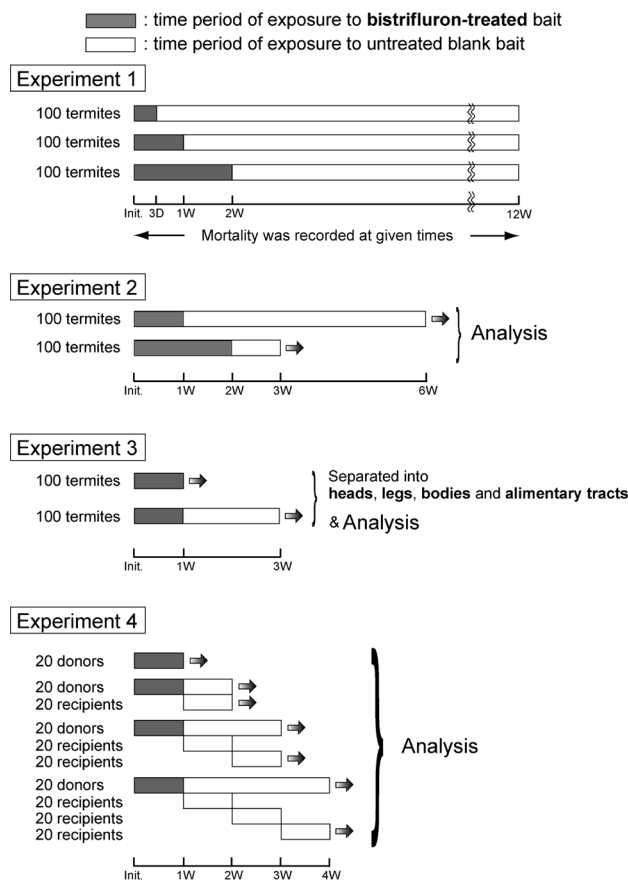 : time period of exposure to bistrifluron-treated bait
: time period of exposure to untreated blank bait
Experiment 1
100 termites
100 termites
100 termites
Init. 3D 1W 2W 12W
Mortality was recorded at given times
Experiment 2
100 termites
100 termites
Analysis
Init. 1W 2W 3W 6W
Experiment 3
100 termites
100 termites
Separated into
heads, legs, bodies and alimentary tracts
& Analysis
Init. 1W 3W
Experiment 4
20 donors
20 donors
20 recipients
20 donors
20 recipients
20 recipients
20 donors
20 recipients
20 recipients
20 recipients
Analysis
Init. 1W 2W 3W 4W